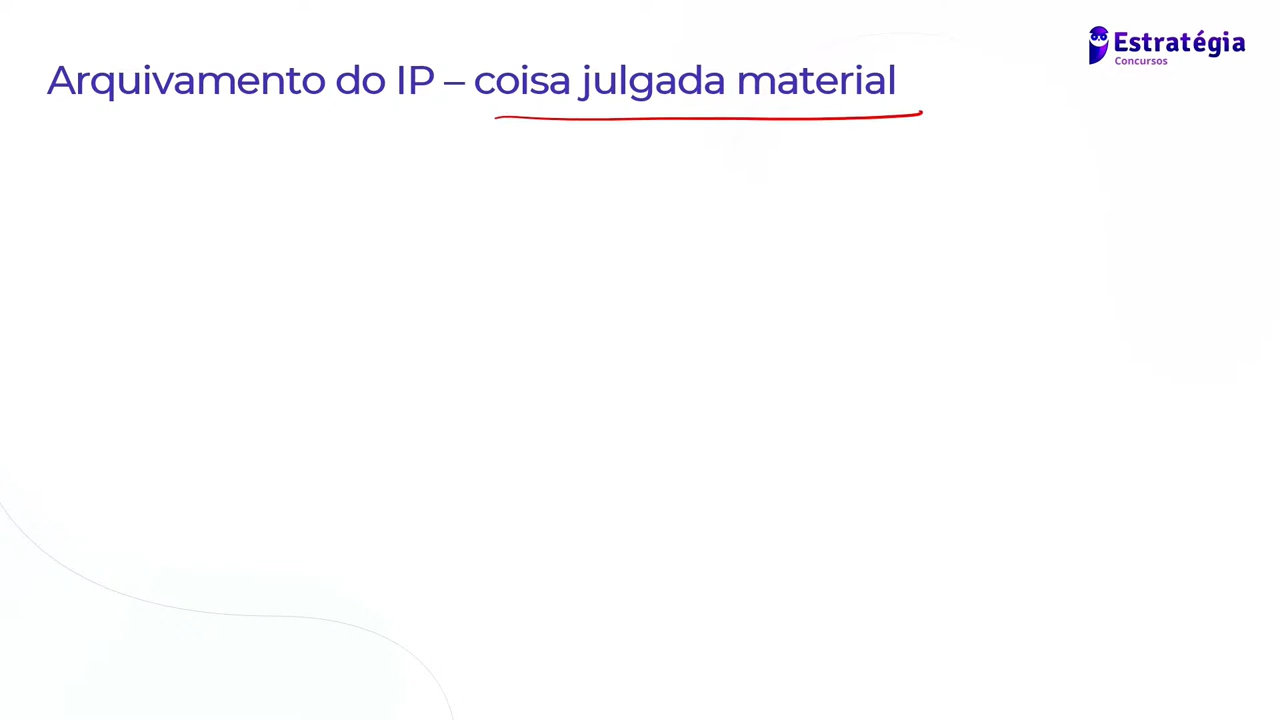 Estratégia
Concursos
Arquivamento do IP – coisa julgada material